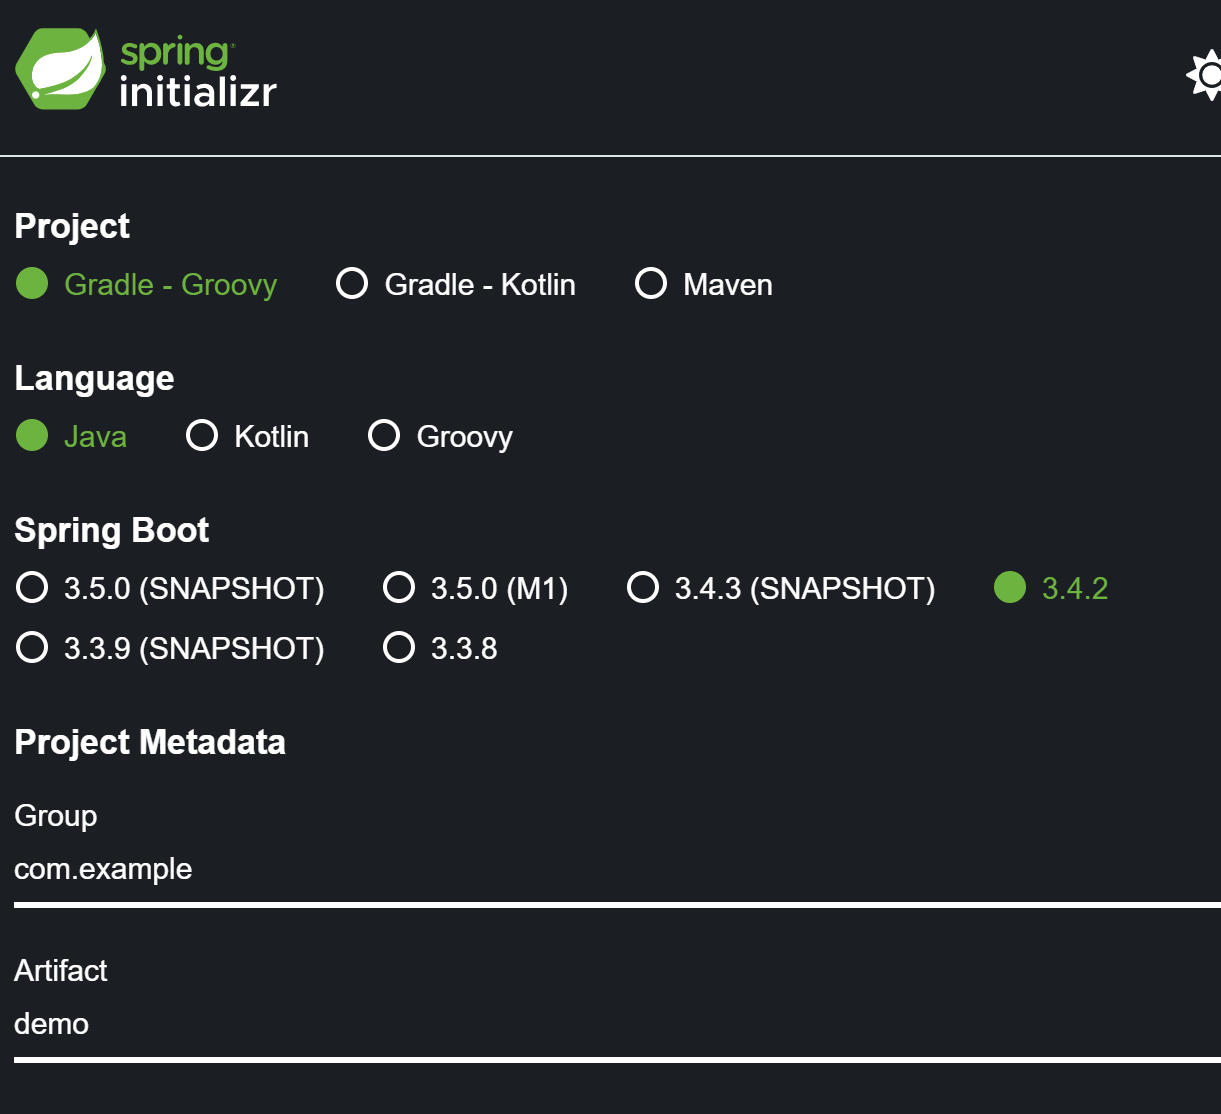 spring
initializr
Project
Gradle - Groovy Gradle - Kotlin Maven
Language
Java Kotlin Groovy
Spring Boot
3.5.0 (SNAPSHOT) 3.5.0 (M1) 3.4.3 (SNAPSHOT) 3.4.2
3.3.9 (SNAPSHOT) 3.3.8
Project Metadata
Group
com.example
Artifact
demo